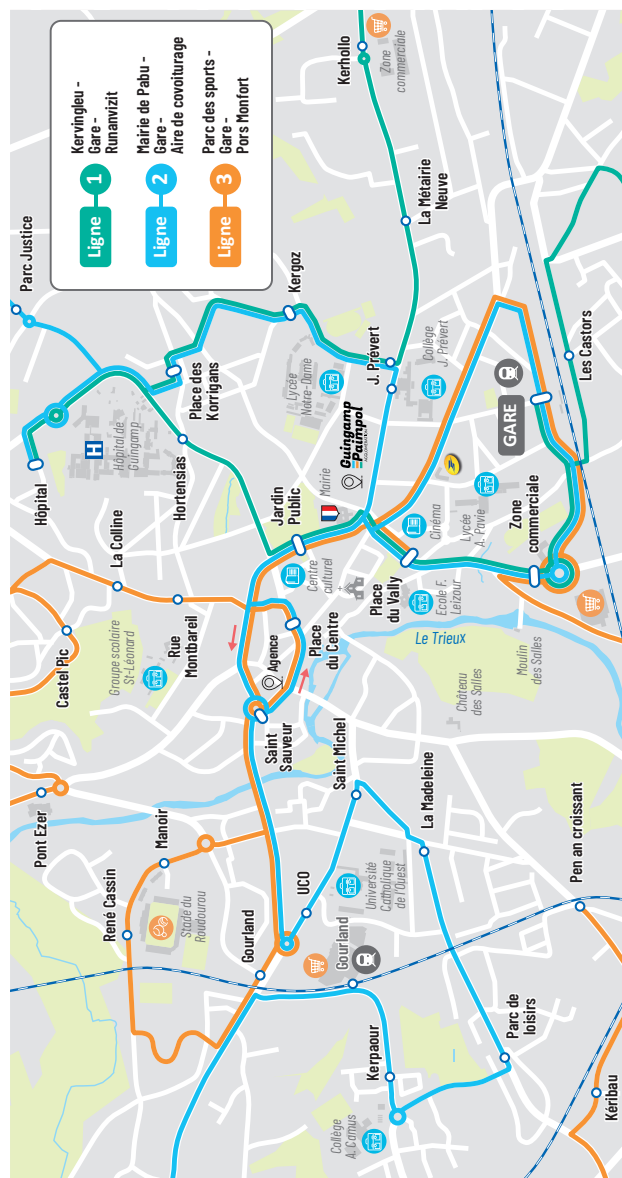 Ligne 1
Kervingleu -
Gare -
Runanvizit
Ligne 2
Mairie de Pabu -
Gare -
Aire de covoiturage
Ligne 3
Parc des sports -
Gare -
Pors Monfort
Pont Ezer
Castel Pic
La Colline
Hôpital
Parc Justice
René Cassin
Manoir
Stade du
Roudourou
Groupe scolaire
St-Léonard
Rue
Montbareil
Hortensias
H
Hôpital de
Guingamp
Place des
Korrigans
Kergoz
Gourland
UCO
Saint
Sauveur
Agence
Place
du Centre
Centre
culturel
Jardin
Public
Mairie
Guingamp
Paimpol
AGGLOMÉRATION
Lycée
Notre-Dame
J. Prévert
Kerhollo
Zone
commerciale
Collège
A. Camus
Kerpaour
Gourland
Université
Catholique
de l'Ouest
Saint Michel
La Madeleine
Place
du Vally
Cinéma
Collège
J. Prévert
La Métairie
Neuve
Le Trieux
École F.
Leizour
Lycée
A. Pavie
GARE
Château
des Salles
Moulin
des Salles
Zone
commerciale
Les Castors
Parc de
loisirs
Kéribau
Pen an croissant